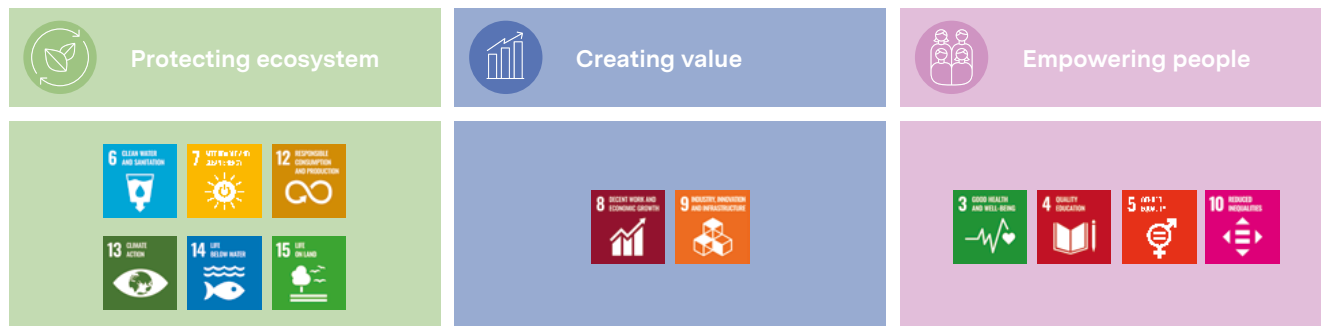 Protecting ecosystem
Creating value
Empowering people
6 CLEAN WATER
AND SANITATION
7
12 RESPONSIBLE
CONSUMPTION
AND PRODUCTION
13 CLIMATE
ACTION
14 LIFE
BELOW WATER
15 LIFE
ON LAND
8 DECENT WORK AND
ECONOMIC GROWTH
9 INDUSTRY, INNOVATION
AND INFRASTRUCTURE
3 GOOD HEALTH
AND WELL-BEING
4 QUALITY
EDUCATION
5
10 REDUCED
INEQUALITIES